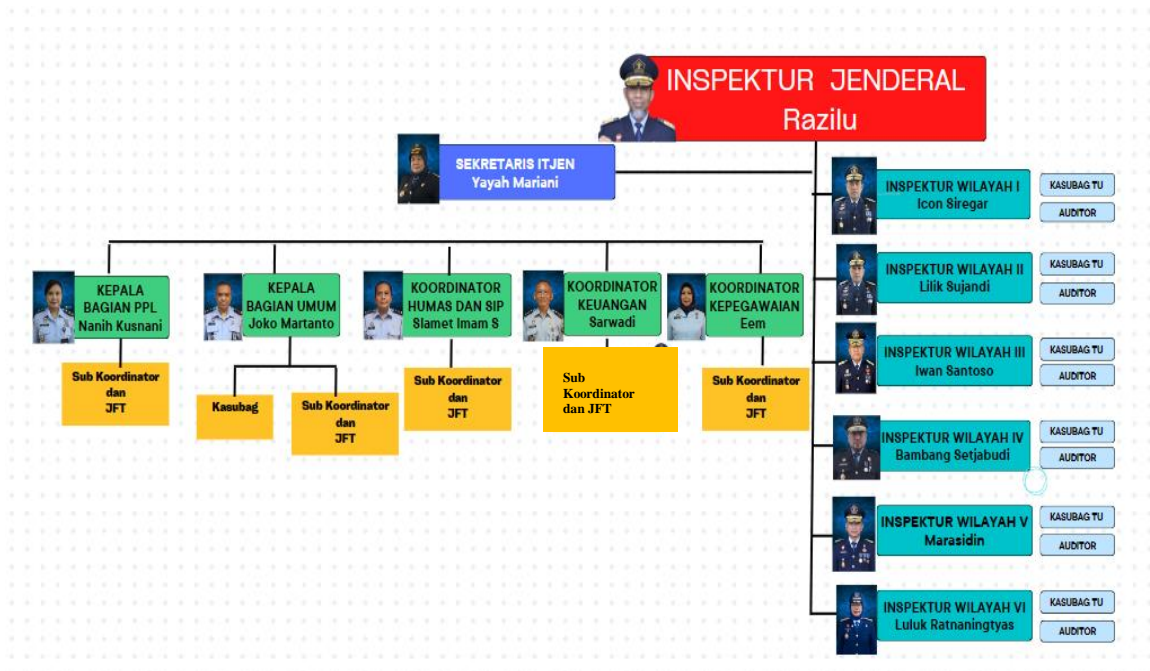 INSPEKTUR JENDERAL
Razilu
SEKRETARIS ITJEN
Yayah Mariani
INSPEKTUR WILAYAH I
Icon Siregar
KASUBAG TU
AUDITOR
INSPEKTUR WILAYAH II
Lilik Sujandi
KASUBAG TU
AUDITOR
INSPEKTUR WILAYAH III
Iwan Santoso
KASUBAG TU
AUDITOR
INSPEKTUR WILAYAH IV
Bambang Setjabudi
KASUBAG TU
AUDITOR
INSPEKTUR WILAYAH V
Marasidin
KASUBAG TU
AUDITOR
INSPEKTUR WILAYAH VI
Luluk Ratnaningtyas
KASUBAG TU
AUDITOR
KEPALA
BAGIAN PPL
Nanih Kusnani
Sub Koordinator
dan
JFT
KEPALA
BAGIAN UMUM
Joko Martanto
Kasubag
Sub Koordinator
dan
JFT
KOORDINATOR
HUMAS DAN SIP
Slamet Imam S
Sub Koordinator
dan
JFT
KOORDINATOR
KEUANGAN
Sarwadi
Sub
Koordinator
dan JFT
KOORDINATOR
KEPEGAWAIAN
Eem
Sub Koordinator
dan
JFT